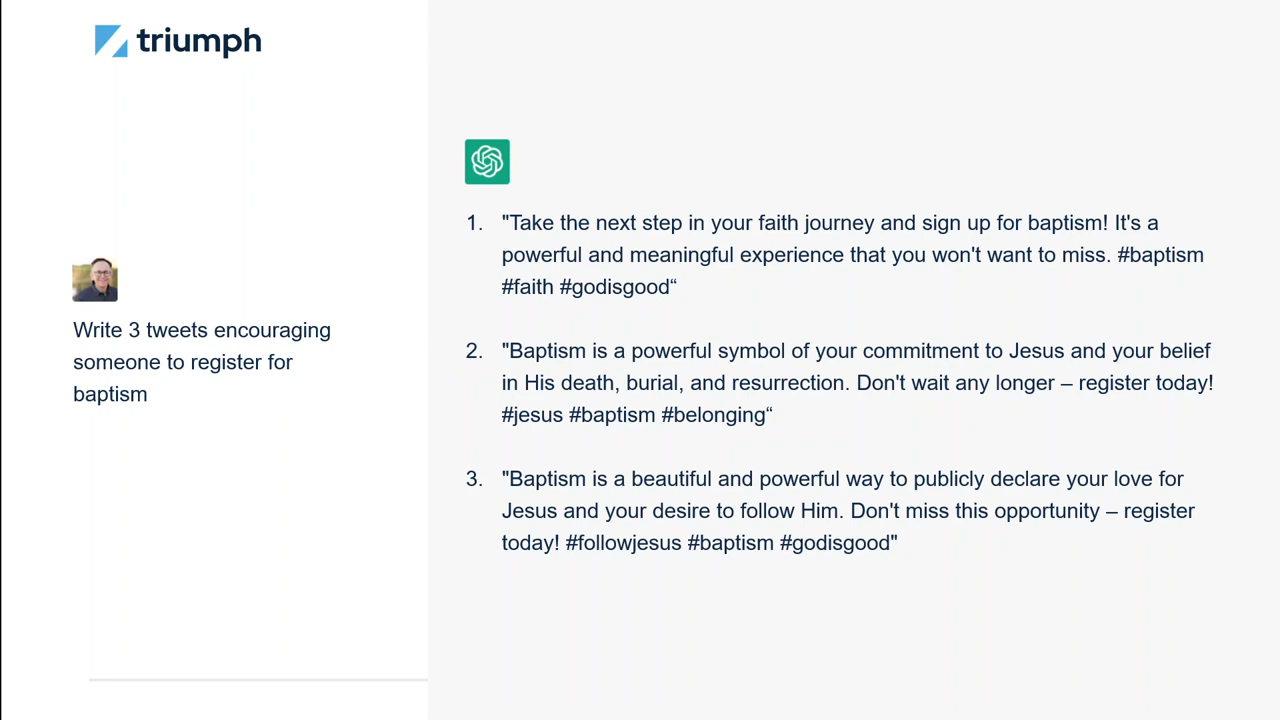 triumph
Write 3 tweets encouraging
someone to register for
baptism
1. "Take the next step in your faith journey and sign up for baptism! It's a
powerful and meaningful experience that you won't want to miss. #baptism
#faith #godisgood“
2. "Baptism is a powerful symbol of your commitment to Jesus and your belief
in His death, burial, and resurrection. Don't wait any longer – register today!
#jesus #baptism #belonging“
3. "Baptism is a beautiful and powerful way to publicly declare your love for
Jesus and your desire to follow Him. Don't miss this opportunity – register
today! #followjesus #baptism #godisgood"